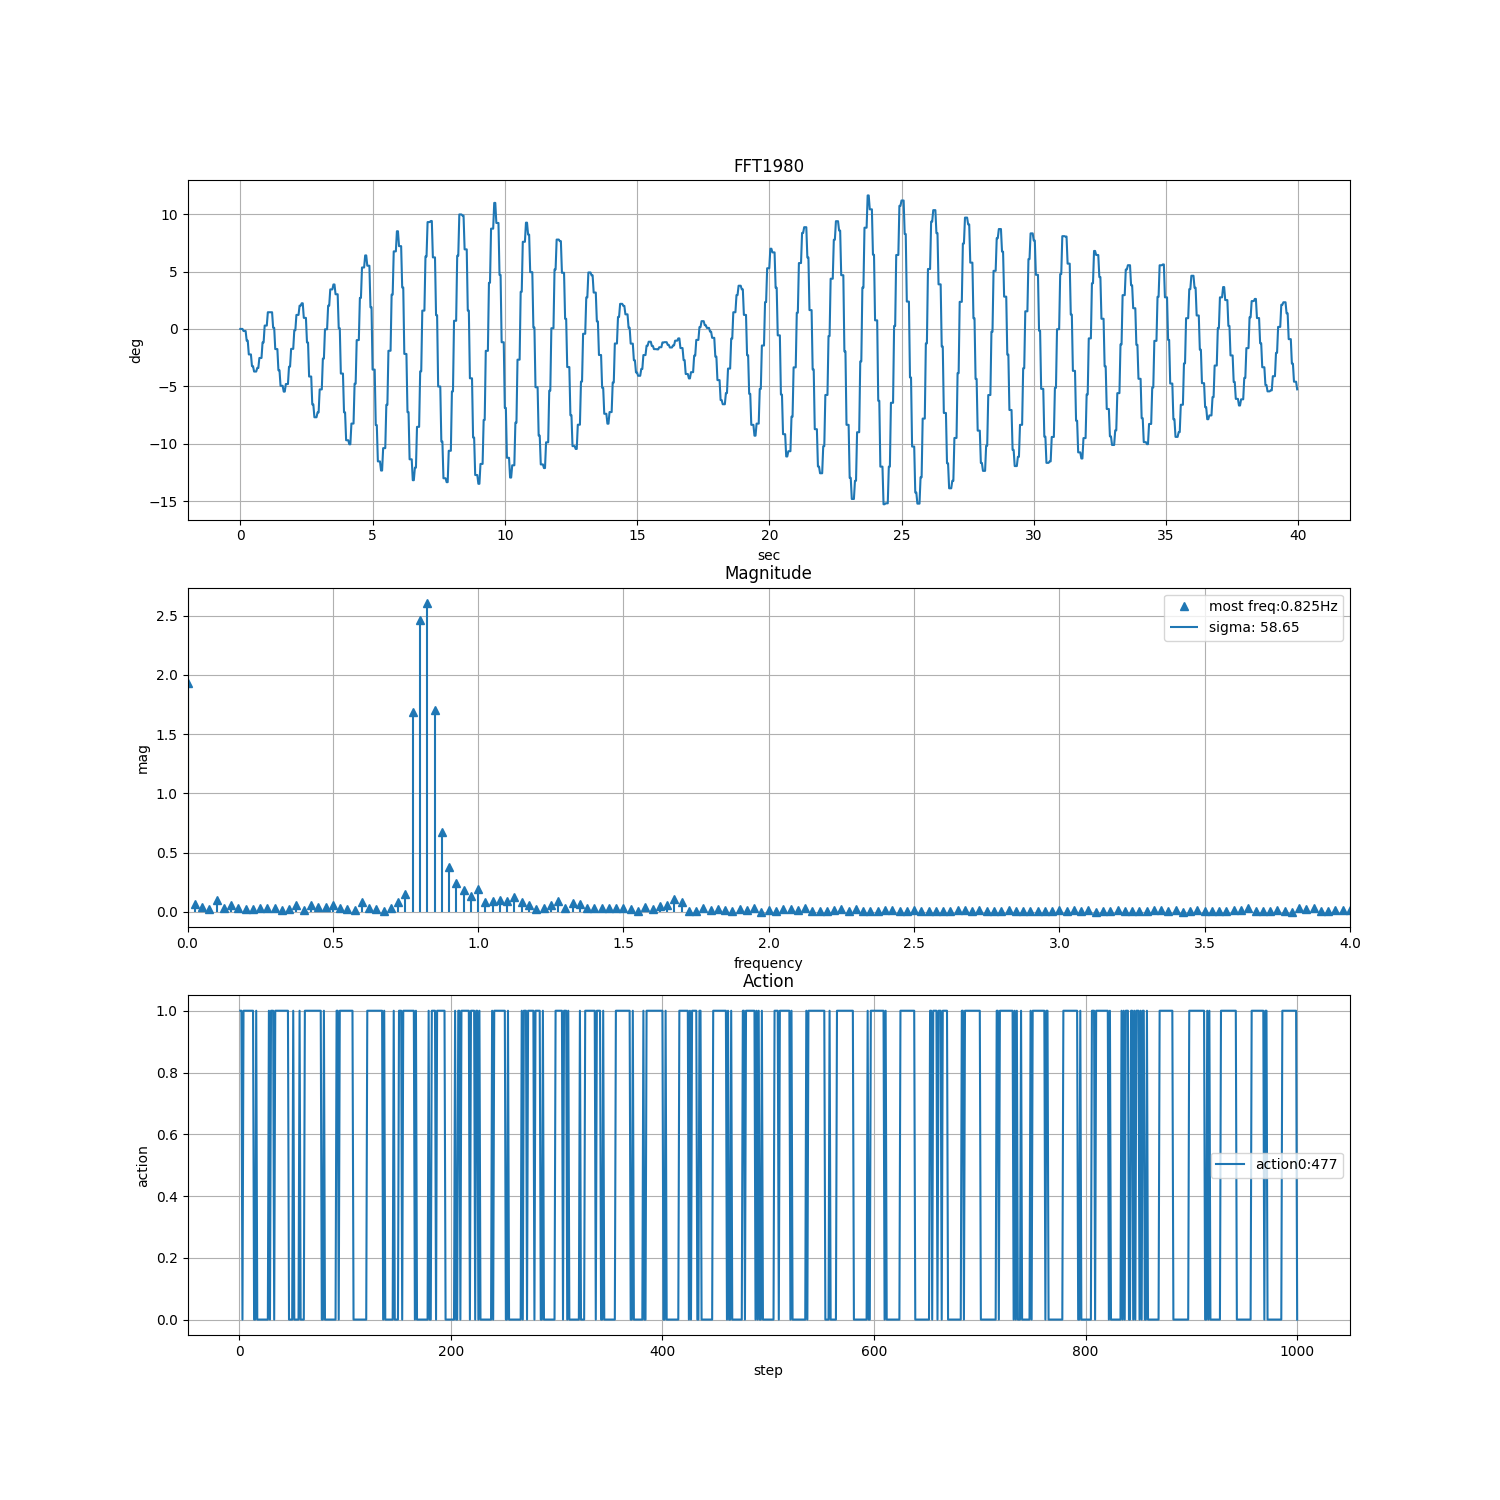 FFT1980
10
5
0
−5
−10
−15
deg
0 5 10 15 20 25 30 35 40
sec
Magnitude
most freq:0.825Hz
sigma: 58.65
2.5
2.0
1.5
1.0
0.5
0.0
mag
0.0 0.5 1.0 1.5 2.0 2.5 3.0 3.5 4.0
frequency
Action
1.0
0.8
0.6
0.4
0.2
0.0
action
action0:477
0 200 400 600 800 1000
step